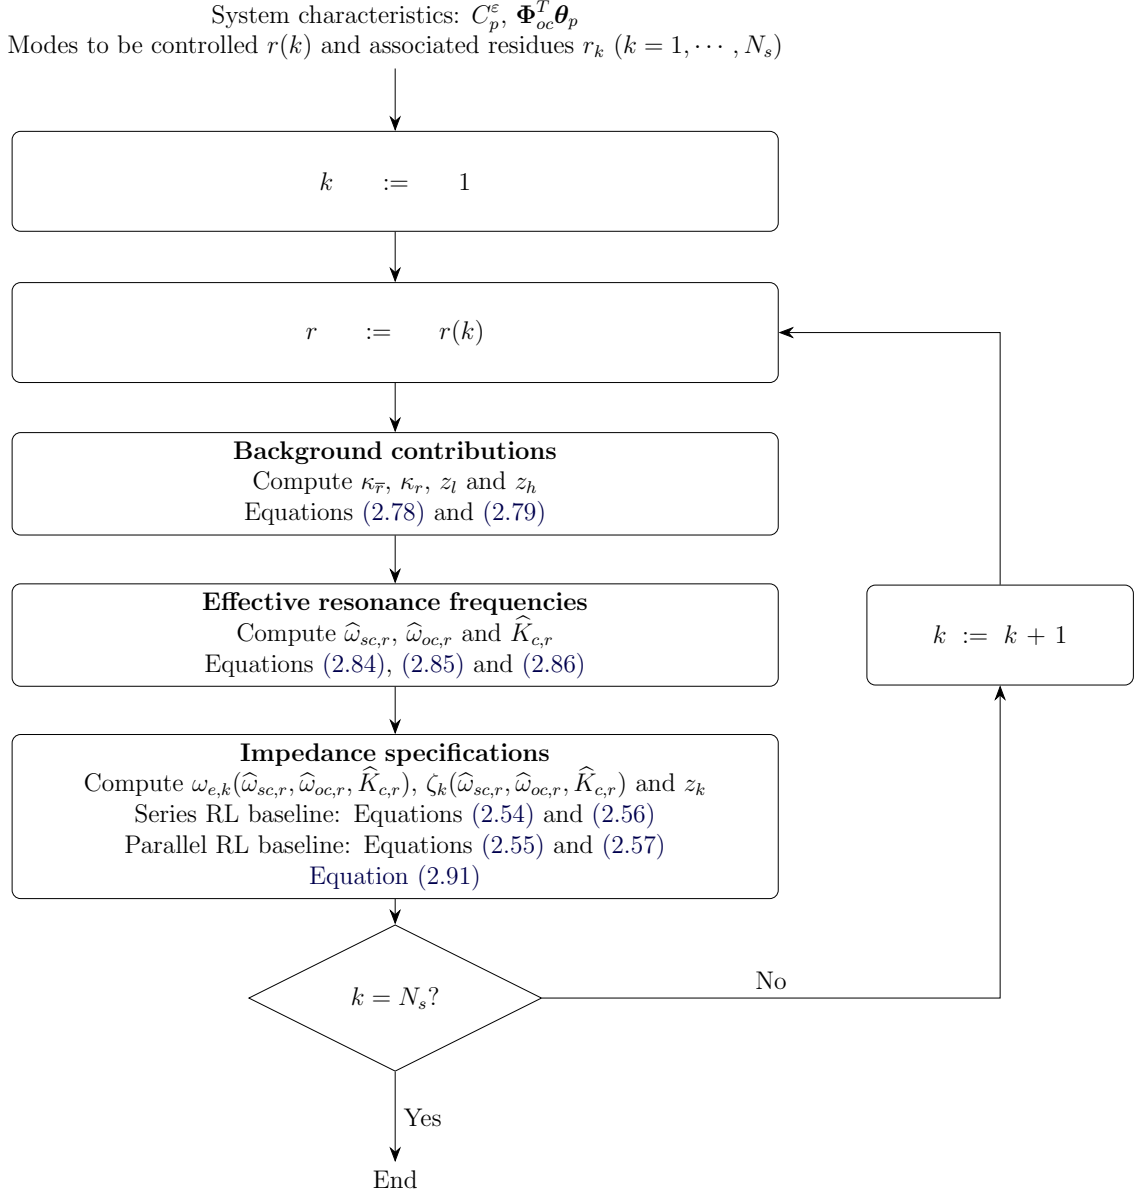 System characteristics: $C_p^\varepsilon$, $\boldsymbol{\Phi}_{oc}^T \boldsymbol{\theta}_p$
Modes to be controlled $r(k)$ and associated residues $r_k$ $(k = 1, \cdots, N_s)$
$k := 1$
$r := r(k)$
Background contributions
Compute $\kappa_{\overline{r}}$, $\kappa_r$, $z_l$ and $z_h$
Equations (2.78) and (2.79)
Effective resonance frequencies
Compute $\widehat{\omega}_{sc,r}$, $\widehat{\omega}_{oc,r}$ and $\widehat{K}_{c,r}$
Equations (2.84), (2.85) and (2.86)
$k := k + 1$
Impedance specifications
Compute $\omega_{e,k}(\widehat{\omega}_{sc,r}, \widehat{\omega}_{oc,r}, \widehat{K}_{c,r})$, $\zeta_k(\widehat{\omega}_{sc,r}, \widehat{\omega}_{oc,r}, \widehat{K}_{c,r})$ and $z_k$
Series RL baseline: Equations (2.54) and (2.56)
Parallel RL baseline: Equations (2.55) and (2.57)
Equation (2.91)
$k = N_s$?
No
Yes
End